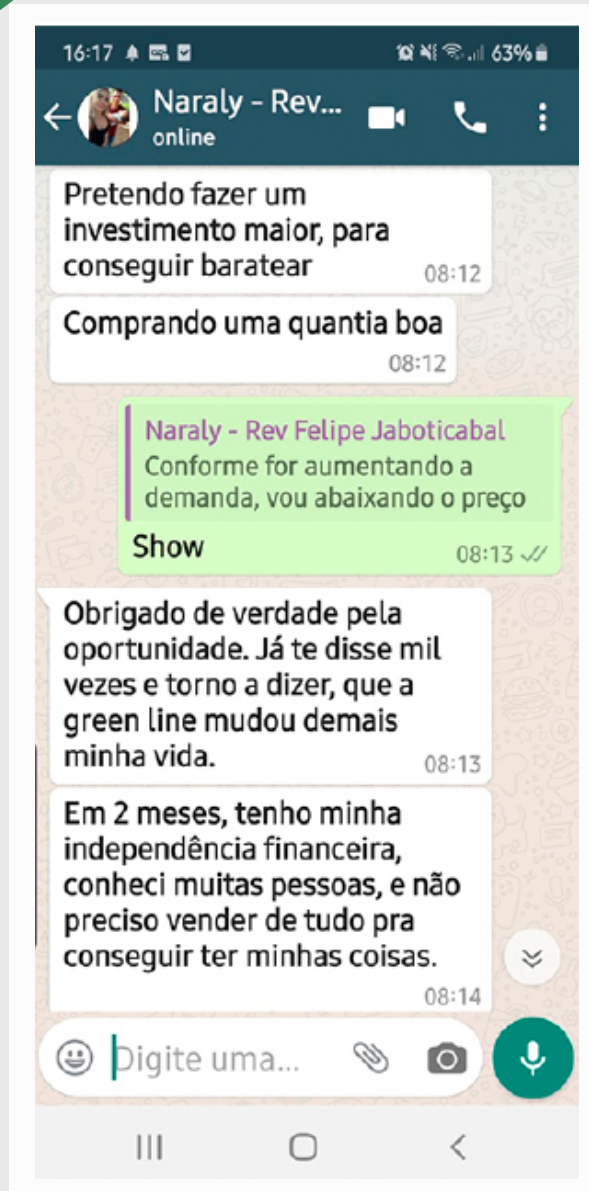 16:17
63%
Naraly - Rev...
online
Pretendo fazer um
investimento maior, para
conseguir baratear
08:12
Comprando uma quantia boa
08:12
Naraly - Rev Felipe Jaboticabal
Conforme for aumentando a
demanda, vou abaixando o preço
Show
08:13
Obrigado de verdade pela
oportunidade. Já te disse mil
vezes e torno a dizer, que a
green line mudou demais
minha vida.
08:13
Em 2 meses, tenho minha
independência financeira,
conheci muitas pessoas, e não
preciso vender de tudo pra
conseguir ter minhas coisas.
08:14
Digite uma...